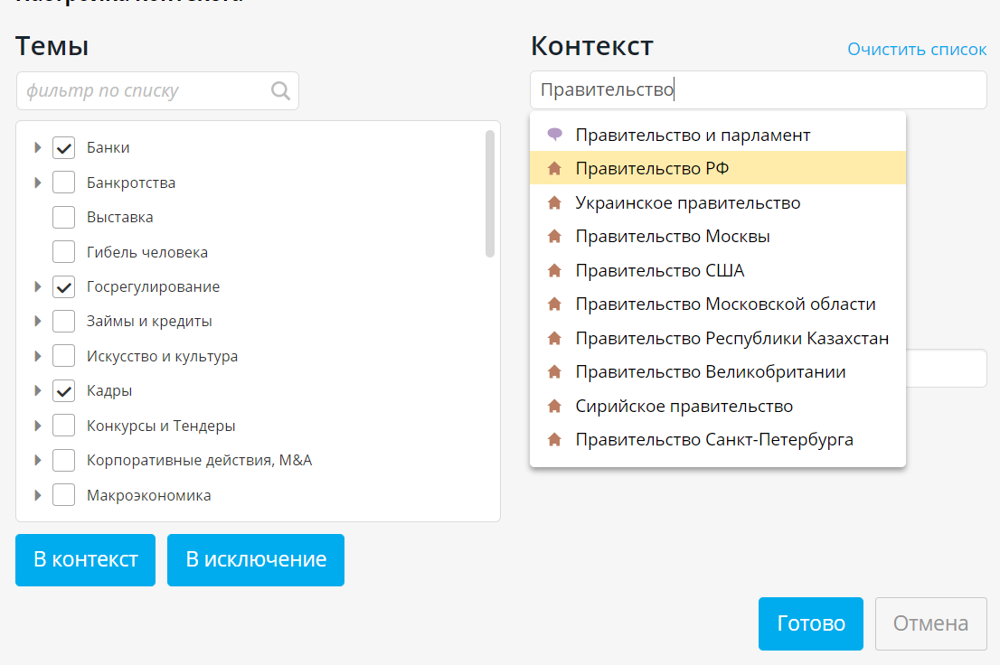 Настройка контекста
Темы
фильтр по списку
Банки
Банкротства
Выставка
Гибель человека
Госрегулирование
Займы и кредиты
Искусство и культура
Кадры
Конкурсы и Тендеры
Корпоративные действия, M&A
Макроэкономика
В контекст
В исключение
Контекст
Очистить список
Правительство
Правительство и парламент
Правительство РФ
Украинское правительство
Правительство Москвы
Правительство США
Правительство Московской области
Правительство Республики Казахстан
Правительство Великобритании
Сирийское правительство
Правительство Санкт-Петербурга
Готово
Отмена